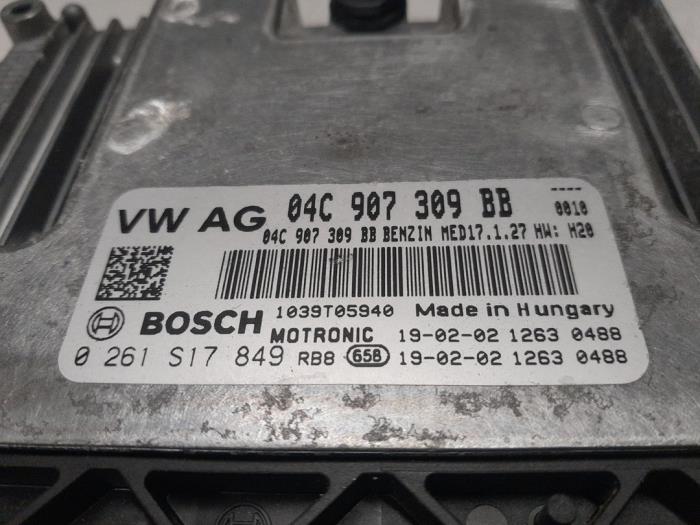 VW AG 04C 907 309 BB ----
0010
04C 907 309 BB BENZIN MED17.1.27 HW: H20
BOSCH 1039T05940 Made in Hungary
MOTRONIC 19-02-02 1263 0488
0 261 S17 849 RB8 658 19-02-02 1263 0488